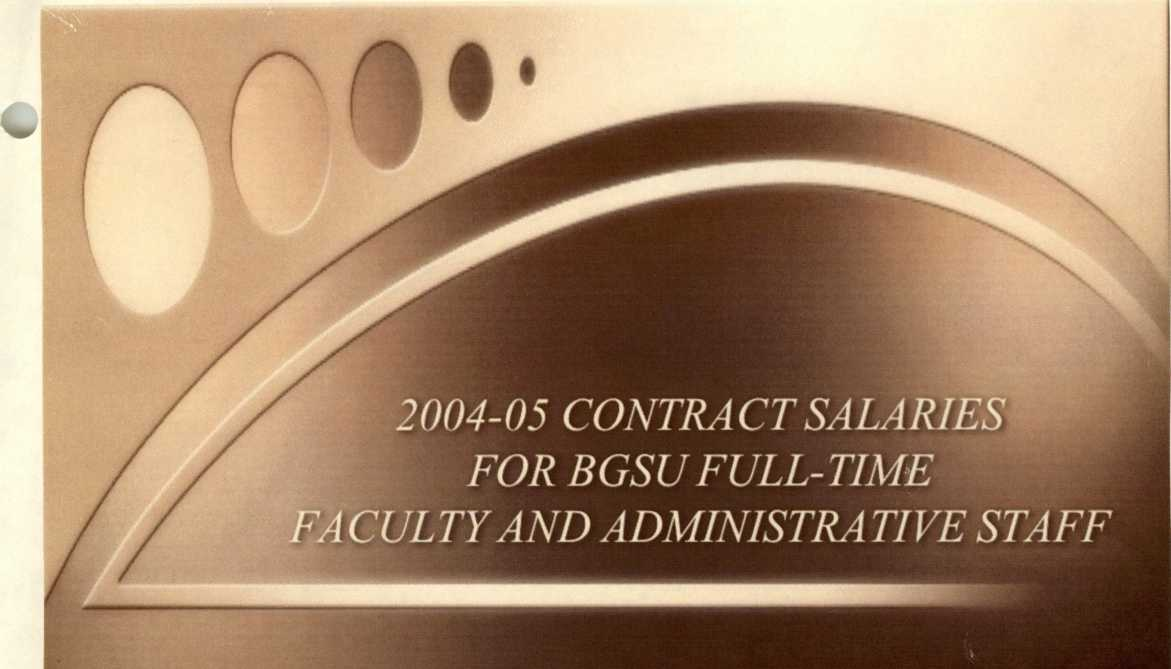 2004-05 CONTRACT SALARIES
FOR BGSU FULL-TIME
FACULTY AND ADMINISTRATIVE STAFF